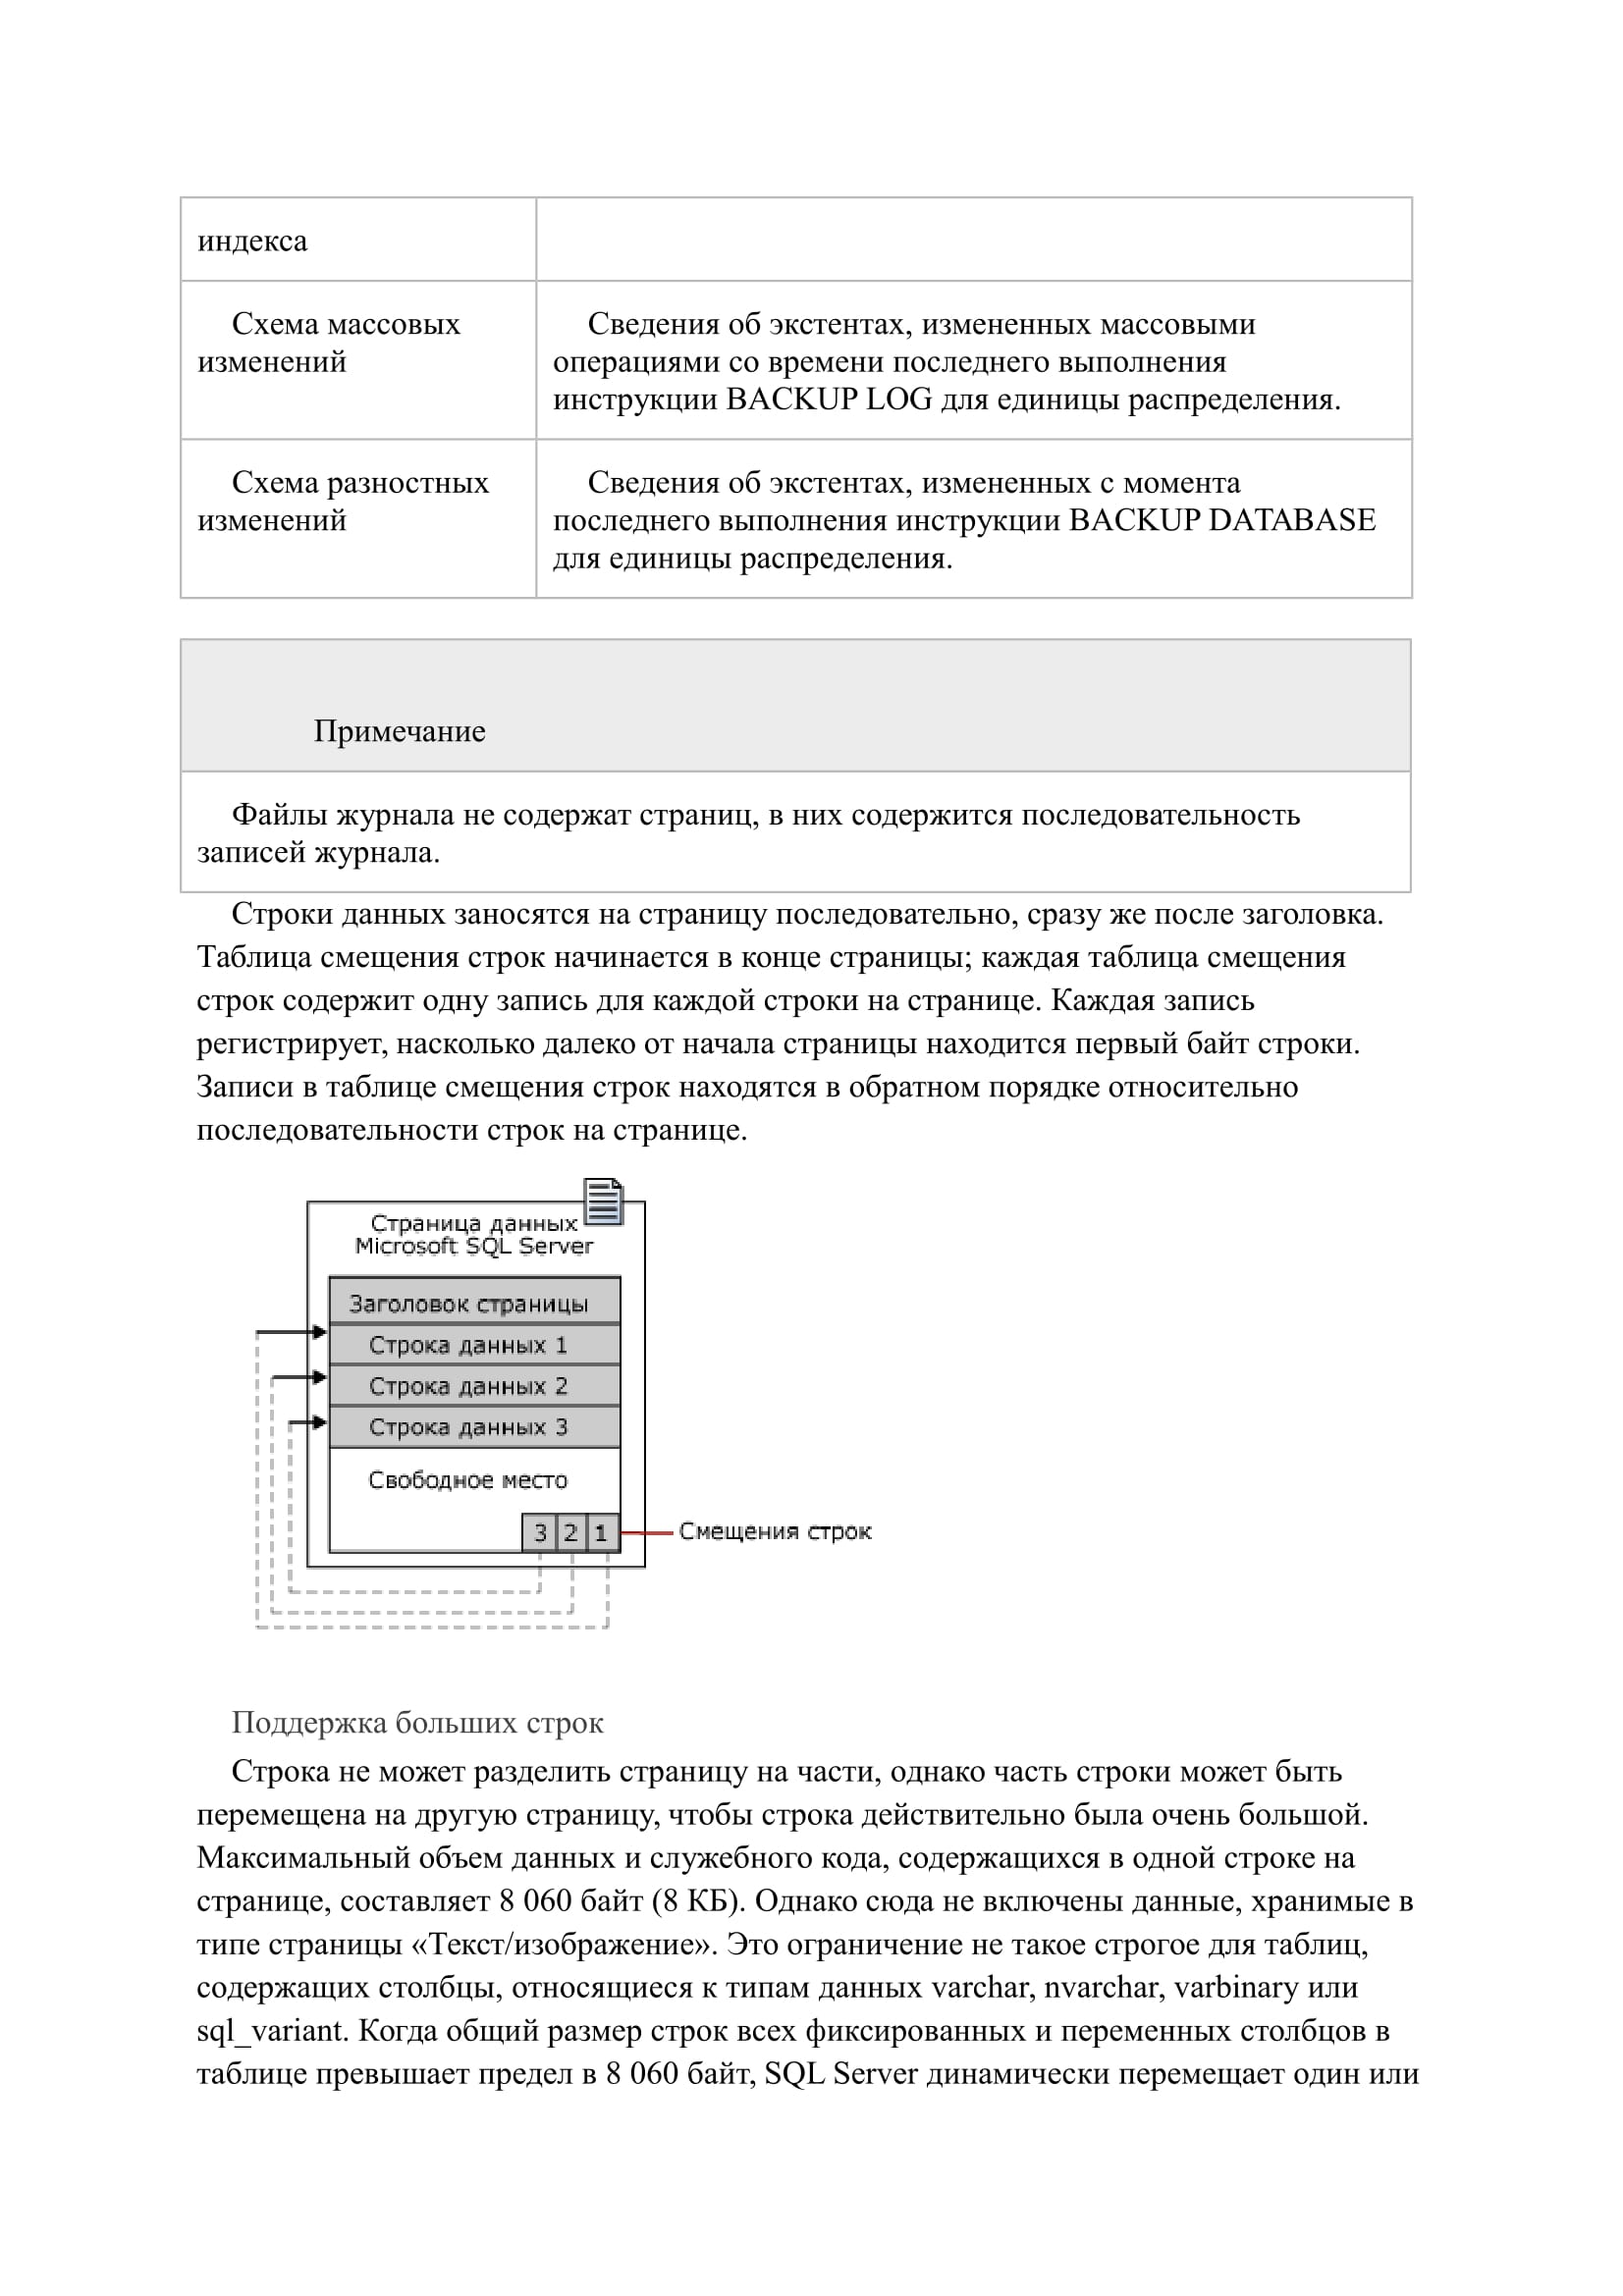 индекса
Схема массовых
изменений
Сведения об экстентах, измененных массовыми
операциями со времени последнего выполнения
инструкции BACKUP LOG для единицы распределения.
Схема разностных
изменений
Сведения об экстентах, измененных с момента
последнего выполнения инструкции BACKUP DATABASE
для единицы распределения.
Примечание
Файлы журнала не содержат страниц, в них содержится последовательность
записей журнала.
Строки данных заносятся на страницу последовательно, сразу же после заголовка.
Таблица смещения строк начинается в конце страницы; каждая таблица смещения
строк содержит одну запись для каждой строки на странице. Каждая запись
регистрирует, насколько далеко от начала страницы находится первый байт строки.
Записи в таблице смещения строк находятся в обратном порядке относительно
последовательности строк на странице.
Страница данных
Microsoft SQL Server
Заголовок страницы
Строка данных 1
Строка данных 2
Строка данных 3
Свободное место
3 2 1
Смещения строк
Поддержка больших строк
Строка не может разделить страницу на части, однако часть строки может быть
перемещена на другую страницу, чтобы строка действительно была очень большой.
Максимальный объем данных и служебного кода, содержащихся в одной строке на
странице, составляет 8 060 байт (8 КБ). Однако сюда не включены данные, хранимые в
типе страницы «Текст/изображение». Это ограничение не такое строгое для таблиц,
содержащих столбцы, относящиеся к типам данных varchar, nvarchar, varbinary или
sql_variant. Когда общий размер строк всех фиксированных и переменных столбцов в
таблице превышает предел в 8 060 байт, SQL Server динамически перемещает один или